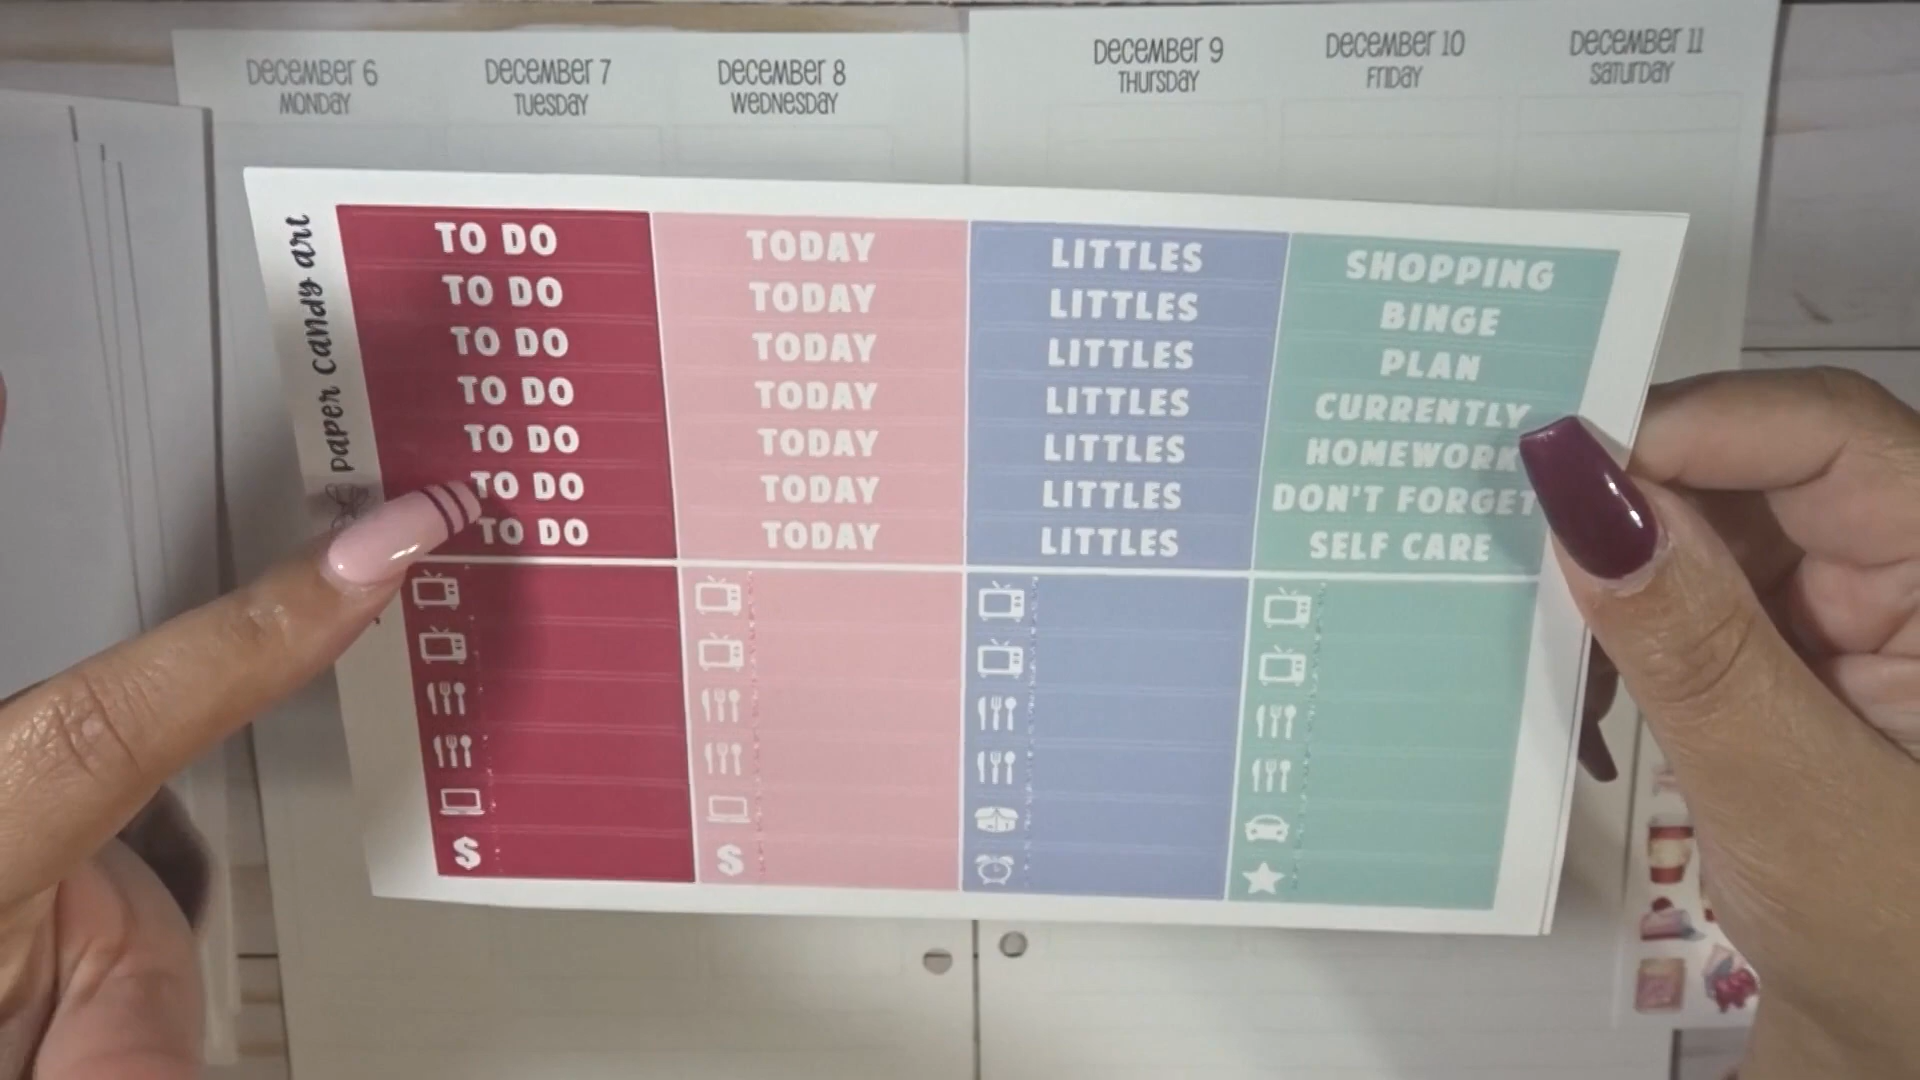 December 6
Monday
December 7
Tuesday
December 8
Wednesday
December 9
Thursday
December 10
Friday
December 11
Saturday
paper candy art
TO DO
TO DO
TO DO
TO DO
TO DO
TO DO
TO DO
TODAY
TODAY
TODAY
TODAY
TODAY
TODAY
TODAY
LITTLES
LITTLES
LITTLES
LITTLES
LITTLES
LITTLES
LITTLES
SHOPPING
BINGE
PLAN
CURRENTLY
HOMEWORK
DON'T FORGET
SELF CARE
$
$